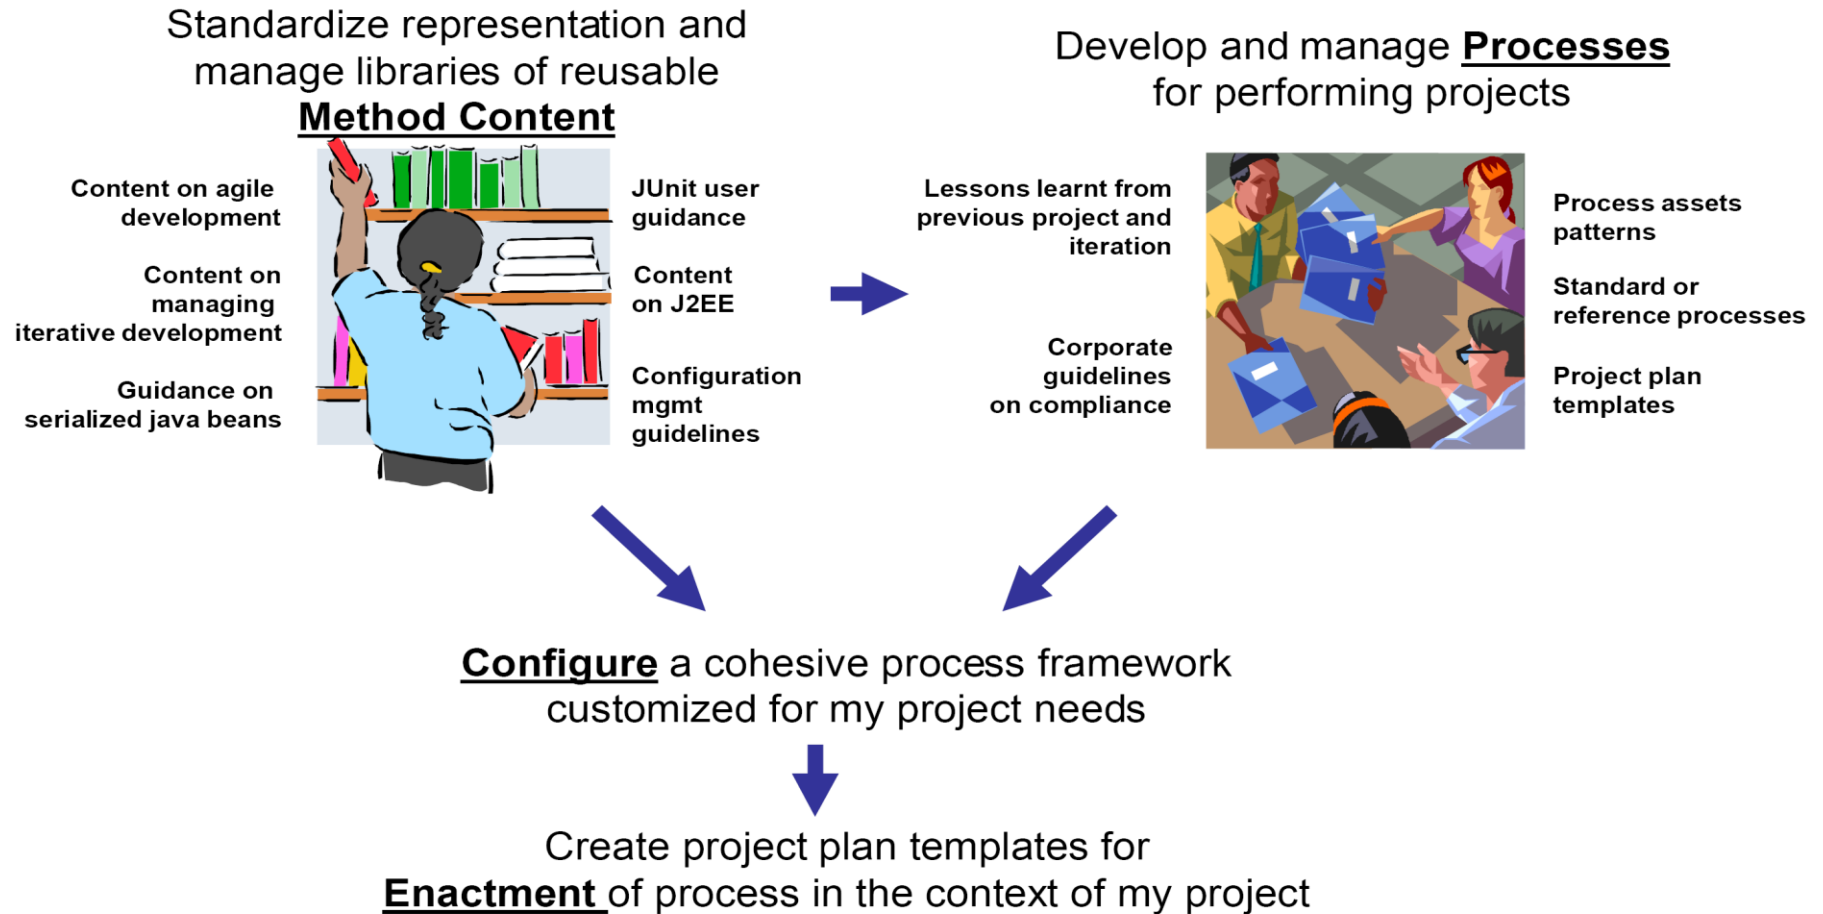 Standardize representation and
manage libraries of reusable
Method Content
Content on agile
development
Content on
managing
iterative development
Guidance on
serialized java beans
JUnit user
guidance
Content
on J2EE
Configuration
mgmt
guidelines
Develop and manage Processes
for performing projects
Lessons learnt from
previous project and
iteration
Corporate
guidelines
on compliance
Process assets
patterns
Standard or
reference processes
Project plan
templates
Configure a cohesive process framework
customized for my project needs
Create project plan templates for
Enactment of process in the context of my project